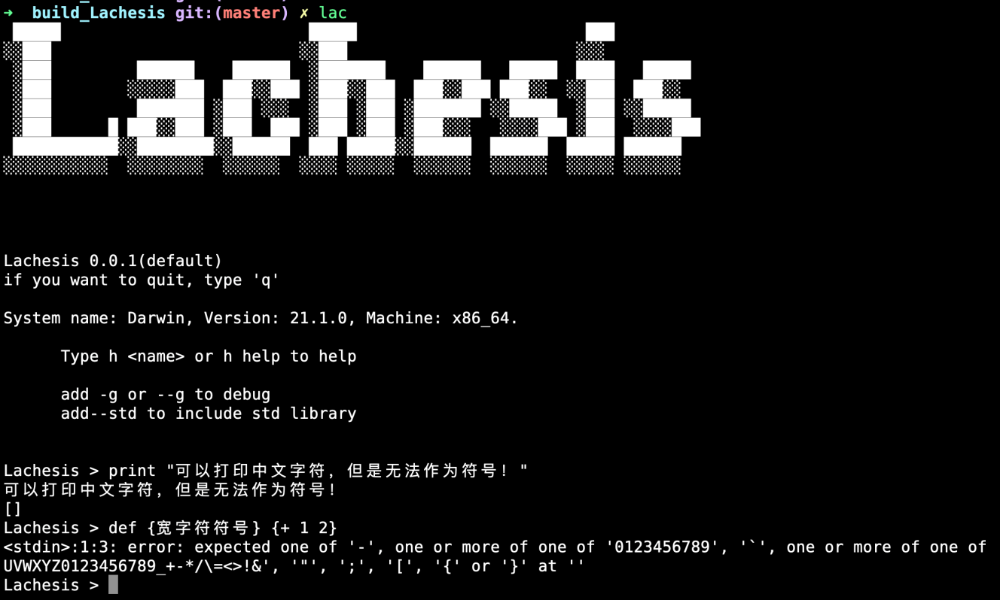 ➜ build_Lachesis git:(master) ✗ lac
Lachesis
Lachesis 0.0.1(default)
if you want to quit, type 'q'
System name: Darwin, Version: 21.1.0, Machine: x86_64.
Type h <name> or h help to help
add -g or --g to debug
add--std to include std library
Lachesis > print "可以打印中文字符，但是无法作为符号！"
可以打印中文字符，但是无法作为符号！
[]
Lachesis > def {宽字符符号} {+ 1 2}
<stdin>:1:3: error: expected one of '-', one or more of one of '0123456789', '`', one or more of one of
UVWXYZ0123456789_+-*/\=<>!&', '"', ';', '[', '{' or '}' at ''
Lachesis >